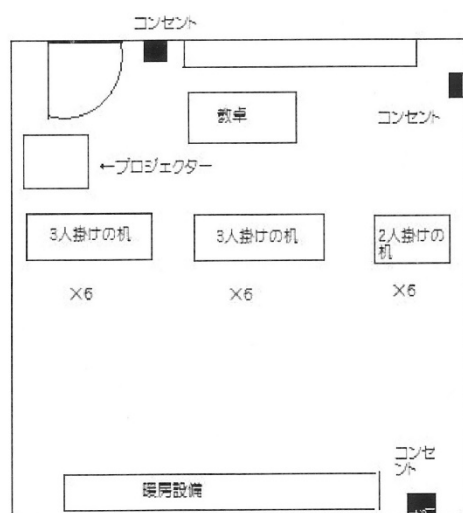 コンセント
教卓
コンセント
←プロジェクター
3人掛けの机
3人掛けの机
2人掛けの
机
×6
×6
×6
コンセ
ント
暖房設備